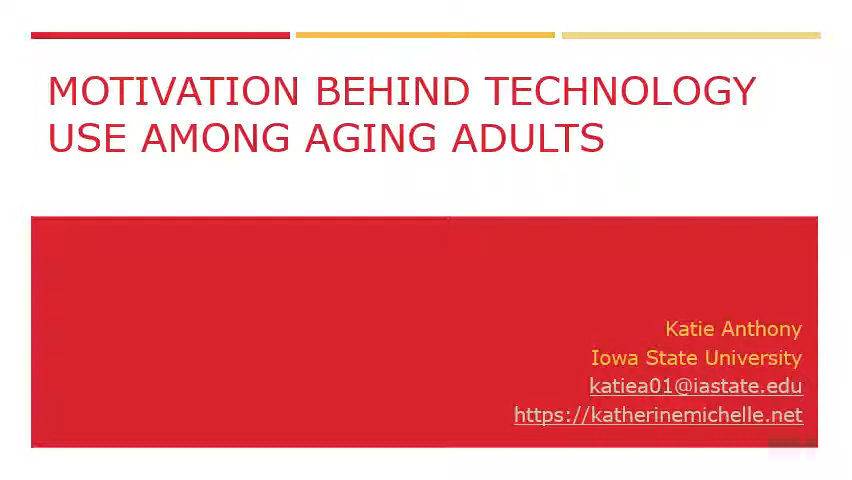 MOTIVATION BEHIND TECHNOLOGY
USE AMONG AGING ADULTS
Katie Anthony
Iowa State University
katiea01@iastate.edu
https://katherinemichelle.net